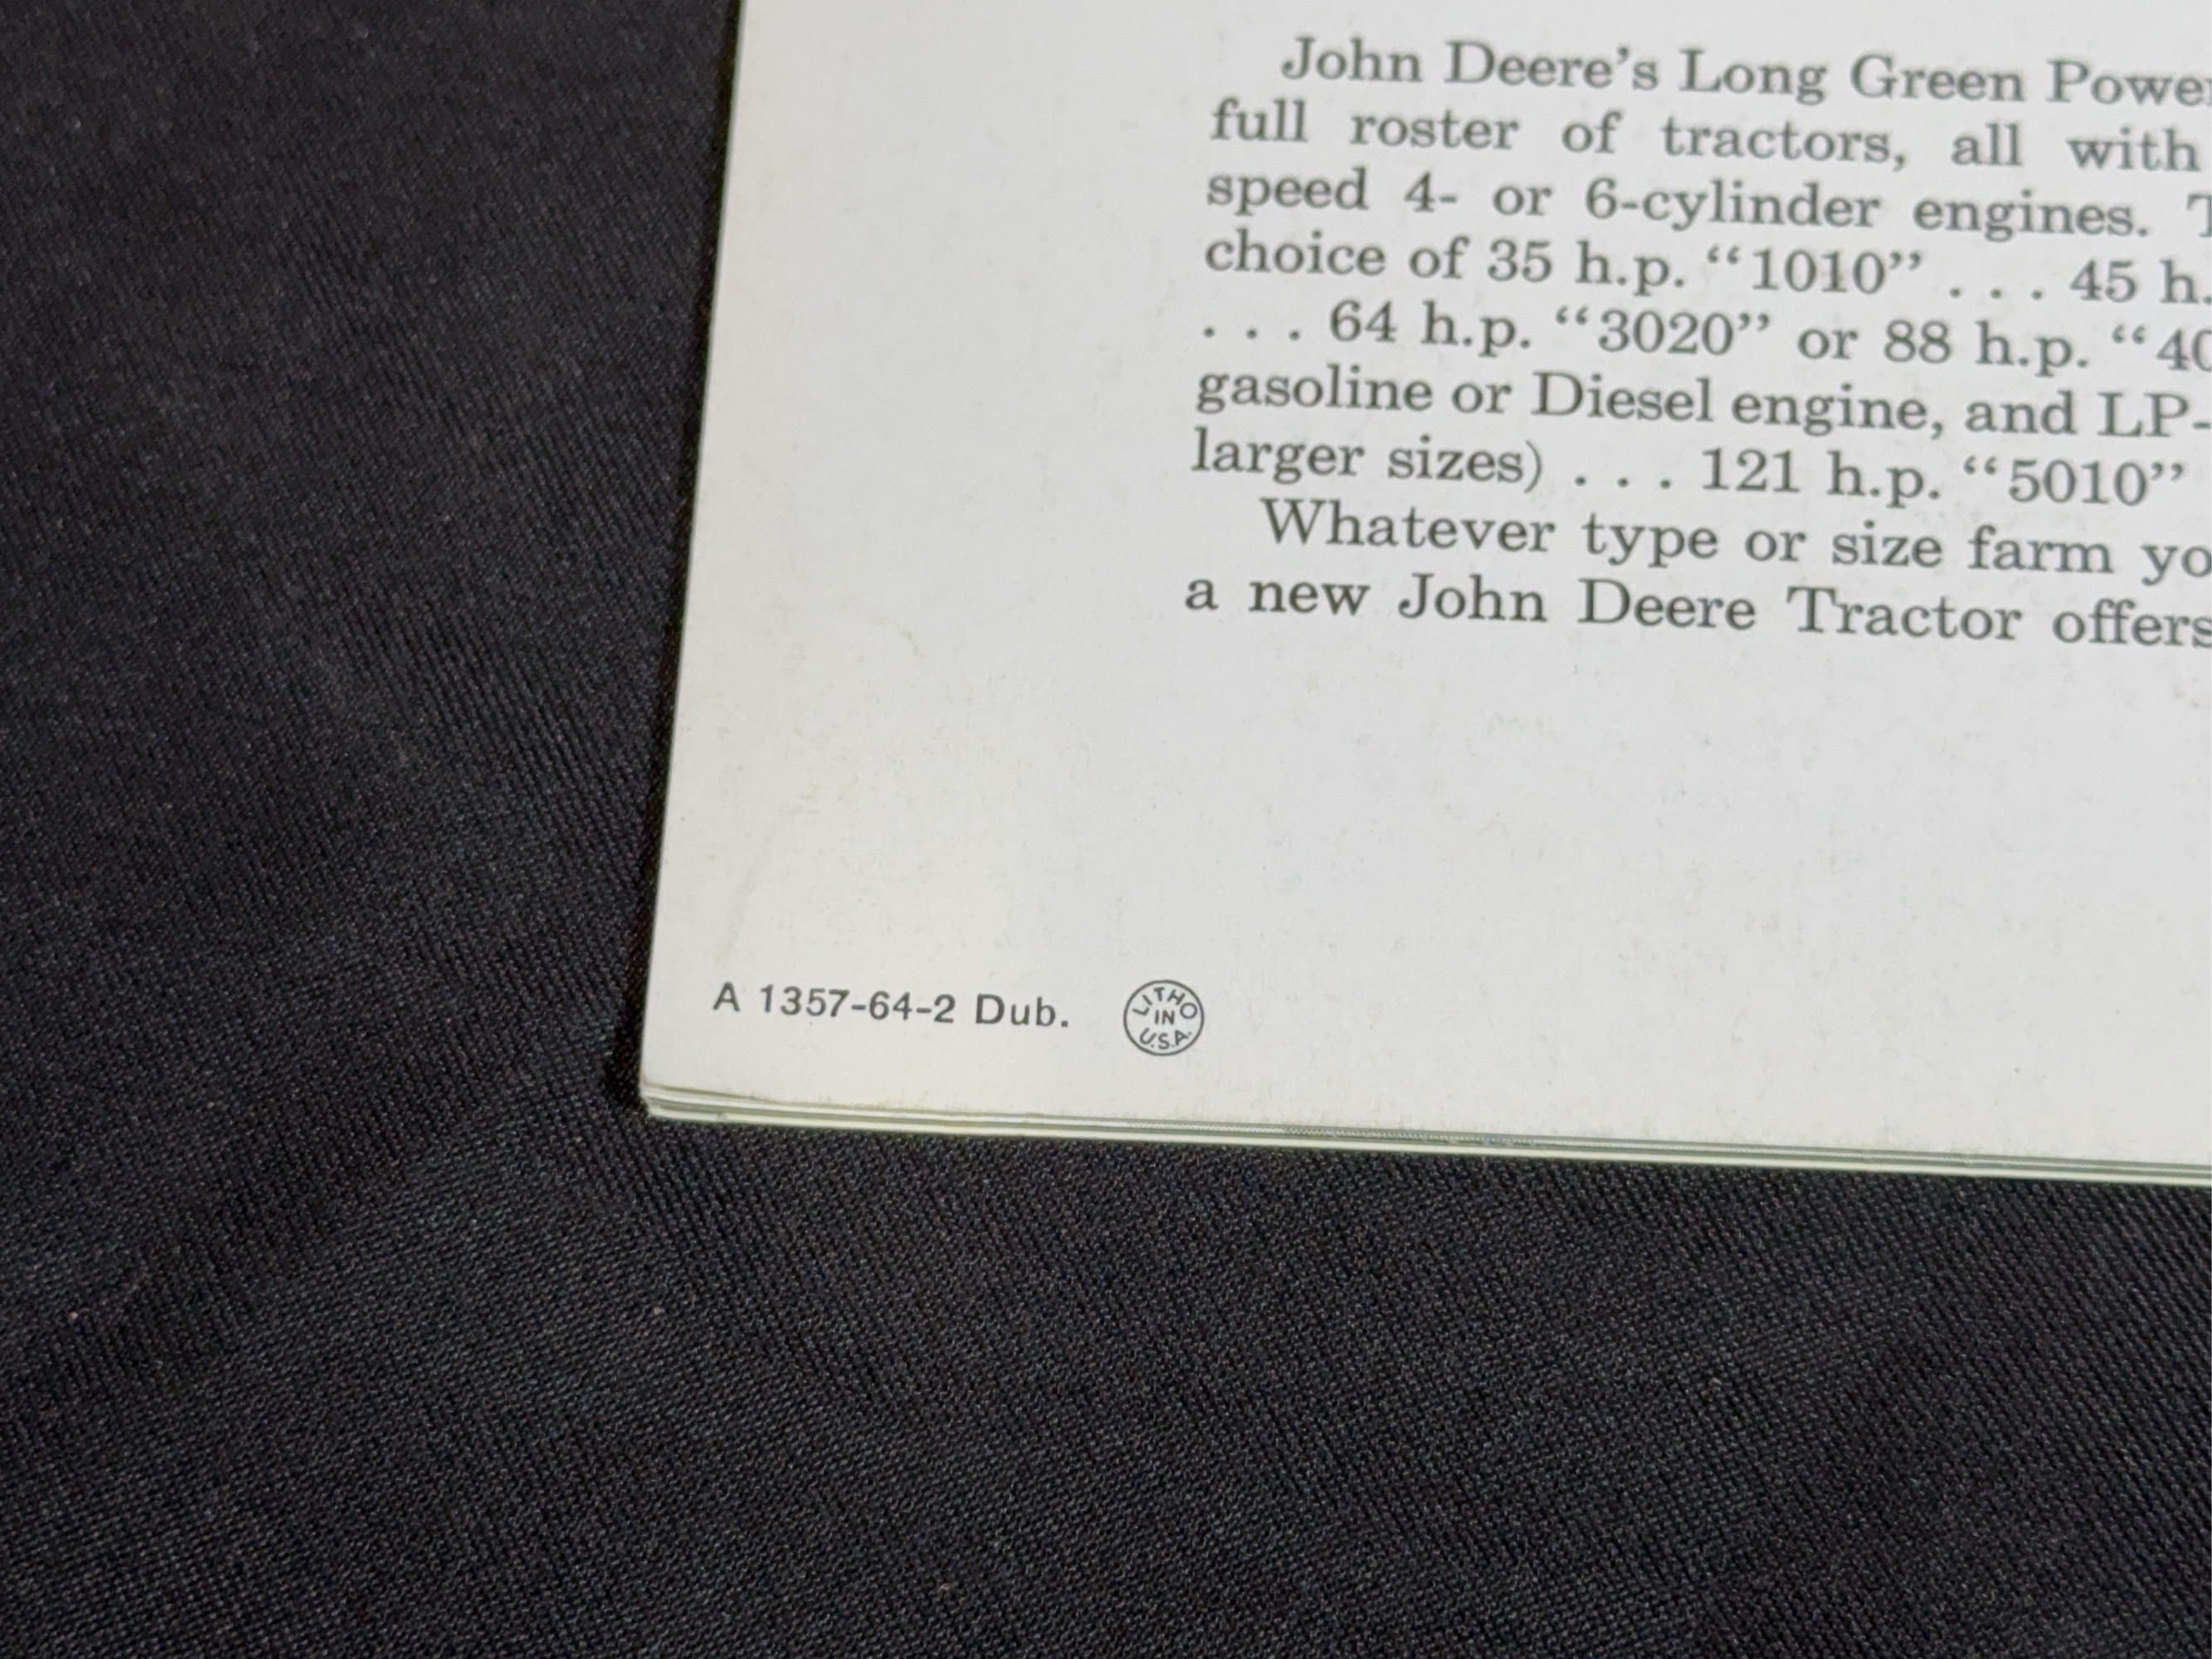 John Deere's Long Green Power
full roster of tractors, all with
speed 4- or 6-cylinder engines.
choice of 35 h.p. “1010” . . . 45 h.
. . . 64 h.p. “3020” or 88 h.p. “40
gasoline or Diesel engine, and LP-
larger sizes) . . . 121 h.p. “5010”
Whatever type or size farm yo
a new John Deere Tractor offers
A 1357-64-2 Dub.
LITHO
IN
U.S.A.